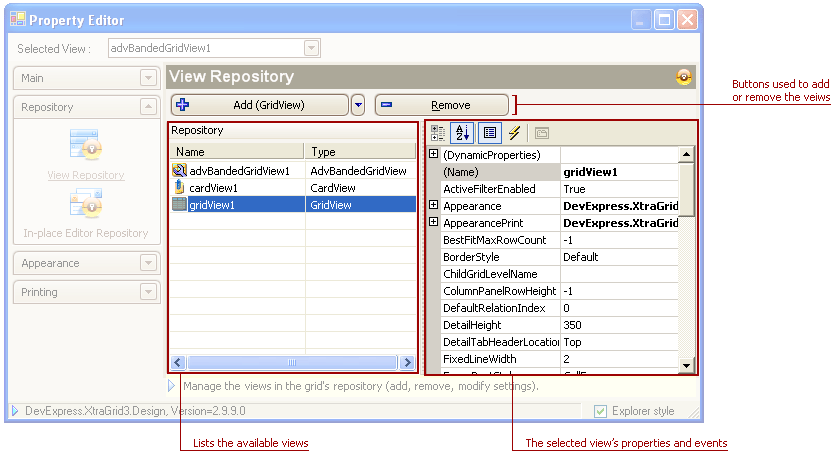 Property Editor
Selected View :
advBandedGridView1
Main
Repository
View Repository
In-place Editor Repository
Appearance
Printing
View Repository
Add (GridView)
Remove
Buttons used to add
or remove the veiws
Repository
Name Type
advBandedGridView1 AdvBandedGridView
cardView1 CardView
gridView1 GridView
(DynamicProperties)
(Name) gridView1
ActiveFilterEnabled True
Appearance DevExpress.XtraGrid
AppearancePrint DevExpress.XtraGrid
BestFitMaxRowCount -1
BorderStyle Default
ChildGridLevelName
ColumnPanelRowHeight -1
DefaultRelationIndex 0
DetailHeight 350
DetailTabHeaderLocation Top
FixedLineWidth 2
Manage the views in the grid's repository (add, remove, modify settings).
DevExpress.XtraGrid3.Design, Version=2.9.9.0
Explorer style
Lists the available views
The selected view's properties and events